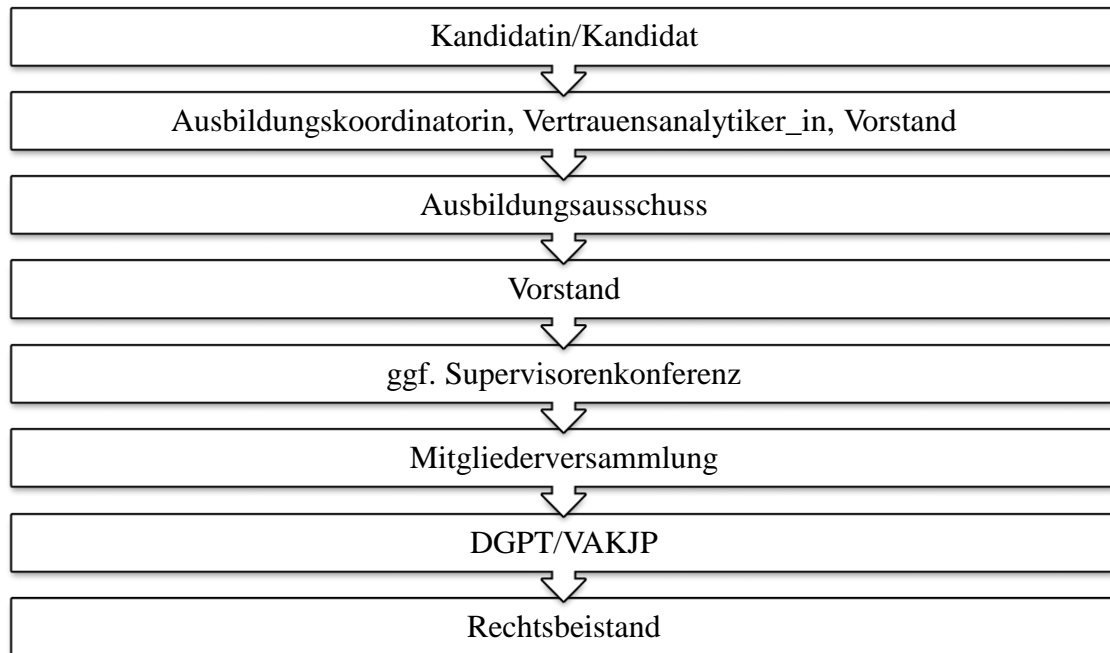 Kandidatin/Kandidat
Ausbildungskoordinatorin, Vertrauensanalytiker_in, Vorstand
Ausbildungsausschuss
Vorstand
ggf. Supervisorenkonferenz
Mitgliederversammlung
DGPT/VAKJP
Rechtsbeistand